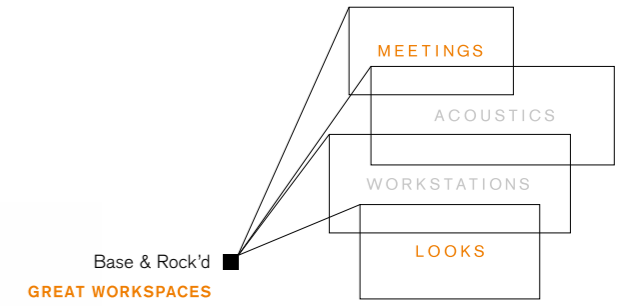 MEETINGS
ACOUSTICS
WORKSTATIONS
LOOKS
Base & Rock'd
GREAT WORKSPACES